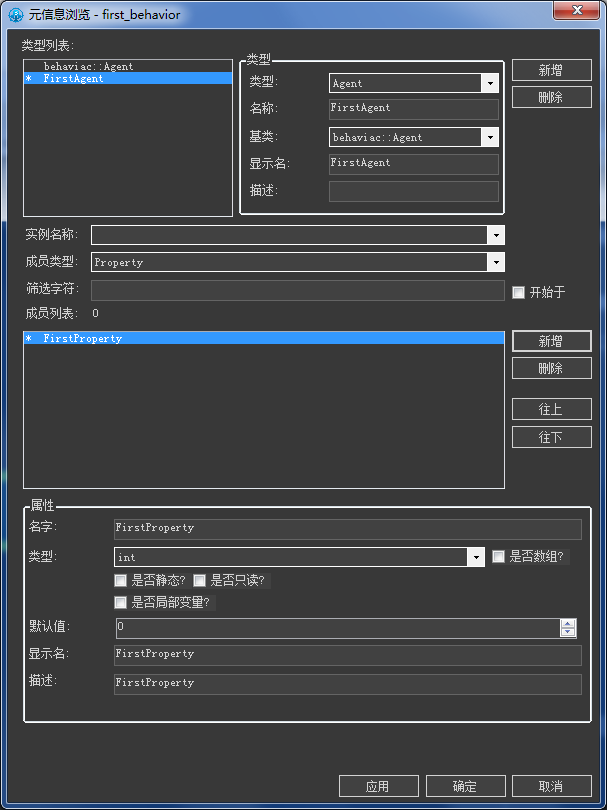 元信息浏览 - first_behavior
类型列表:
behaviac::Agent
* FirstAgent
类型
类型: Agent
名称: FirstAgent
基类: behaviac::Agent
显示名: FirstAgent
描述:
新增
删除
实例名称:
成员类型: Property
筛选字符: 开始于
成员列表: 0
* FirstProperty
新增
删除
往上
往下
属性
名字: FirstProperty
类型: int 是否数组?
是否静态? 是否只读?
是否局部变量?
默认值: 0
显示名: FirstProperty
描述: FirstProperty
应用 确定 取消